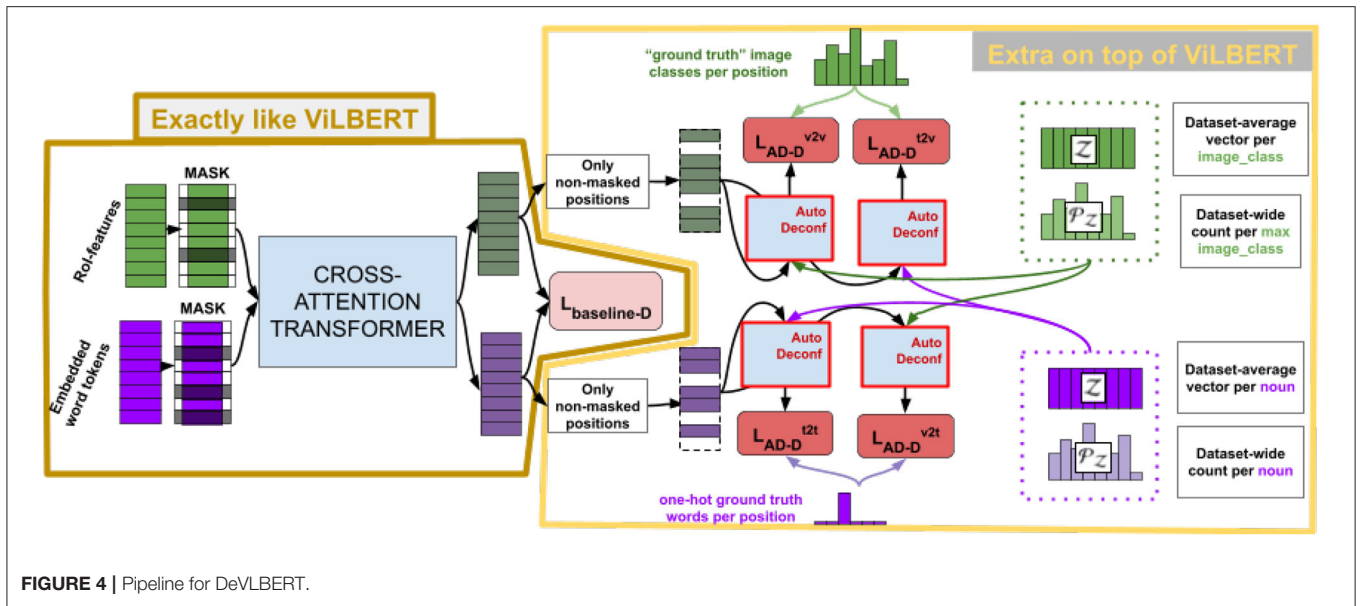 Exactly like ViLBERT
Extra on top of ViLBERT
RoI-features
MASK
Embedded
word tokens
MASK
CROSS-
ATTENTION
TRANSFORMER
L baseline-D
Only
non-masked
positions
Only
non-masked
positions
"ground truth" image
classes per position
L AD-D v2v
L AD-D t2v
Auto
Deconf
Auto
Deconf
Auto
Deconf
Auto
Deconf
L AD-D t2t
L AD-D v2t
one-hot ground truth
words per position
Z
P Z
Dataset-average
vector per
image_class
Dataset-wide
count per max
image_class
Z
P Z
Dataset-average
vector per noun
Dataset-wide
count per noun
FIGURE 4 | Pipeline for DeVLBERT.